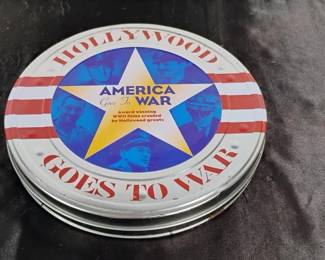 HOLLYWOOD
AMERICA
Goes To
WAR
Award winning
WWII films created
by Hollywood greats
GOES TO WAR